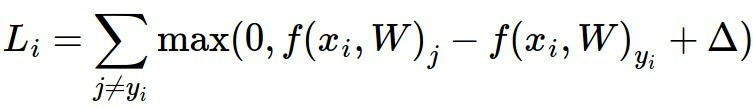 $L_i = \sum_{j \neq y_i} \max(0, f(x_i, W)_j - f(x_i, W)_{y_i} + \Delta)$